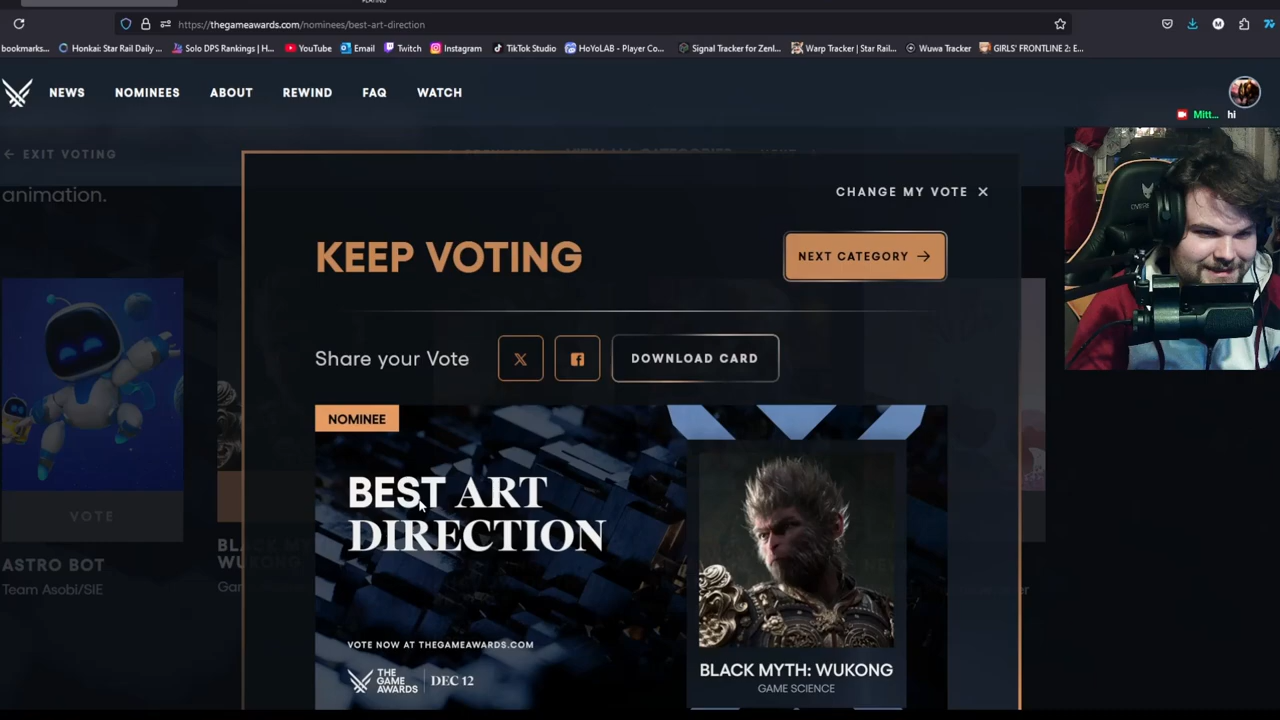 PLAYING
https://thegameawards.com/nominees/best-art-direction
bookmarks... Honkai: Star Rail Daily ... Solo DPS Rankings | H... YouTube Email Twitch Instagram TikTok Studio HoYoLAB - Player Co... Signal Tracker for Zenl... Warp Tracker | Star Rail... Wuwa Tracker GIRLS' FRONTLINE 2: E...
NEWS NOMINEES ABOUT REWIND FAQ WATCH
Mitt... hi
EXIT VOTING
animation.
CHANGE MY VOTE
KEEP VOTING
NEXT CATEGORY
Share your Vote
DOWNLOAD CARD
NOMINEE
BEST ART
DIRECTION
VOTE NOW AT THEGAMEAWARDS.COM
THE
GAME
AWARDS
DEC 12
BLACK MYTH: WUKONG
GAME SCIENCE
VOTE
ASTRO BOT
Team Asobi/SIE
WUKONG